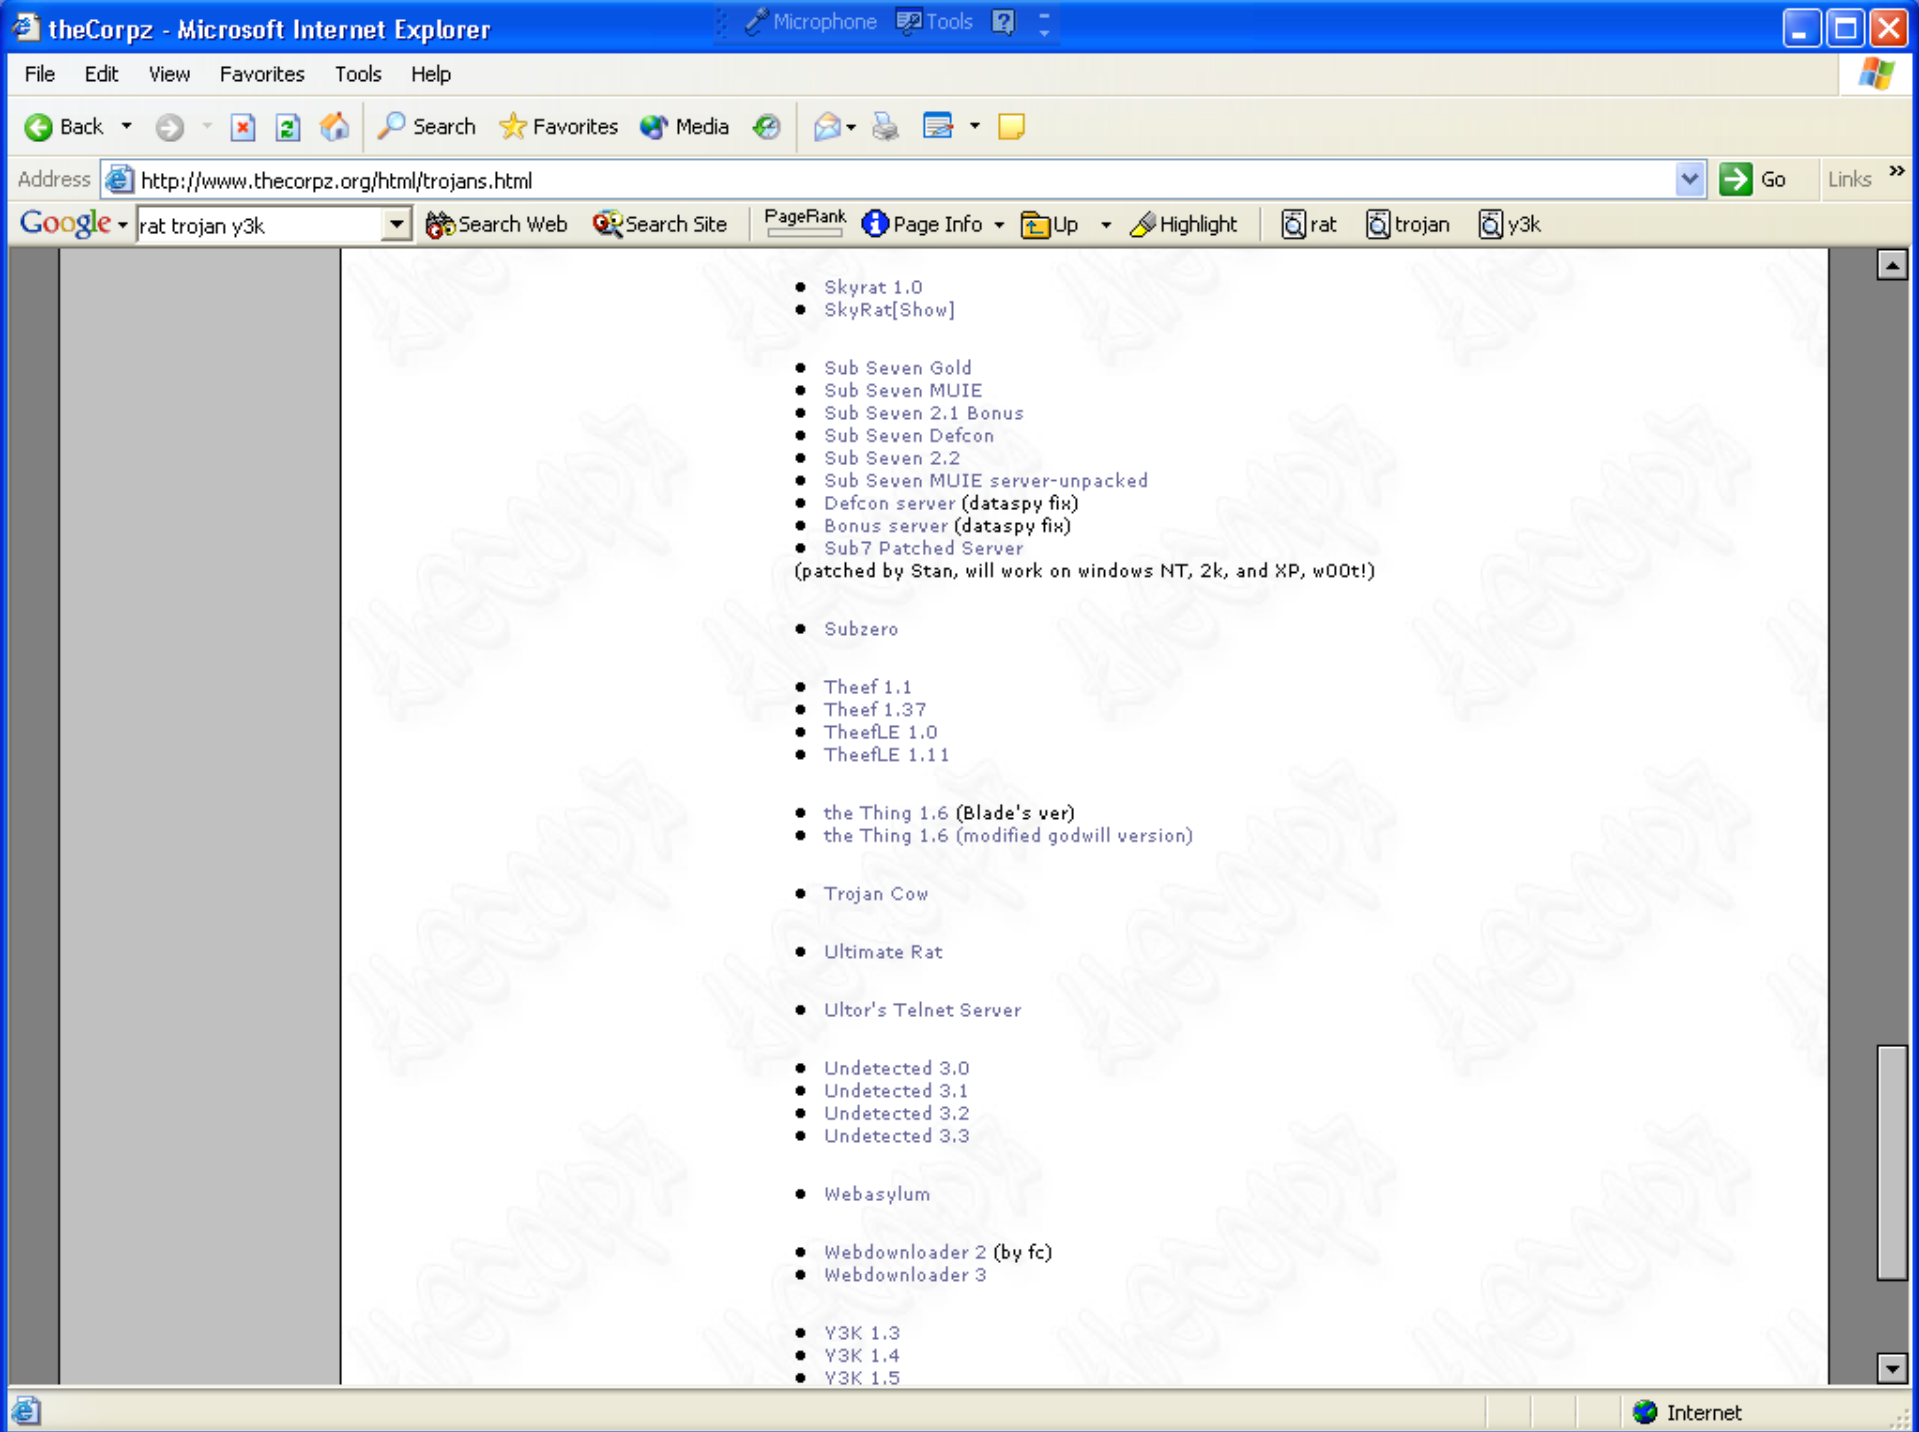 theCorpz - Microsoft Internet Explorer
Microphone Tools
File Edit View Favorites Tools Help
Back Search Favorites Media
Address http://www.thecorpz.org/html/trojans.html Go Links »
Google rat trojan y3k Search Web Search Site PageRank Page Info Up Highlight rat trojan y3k
• Skyrat 1.0
• SkyRat[Show]
• Sub Seven Gold
• Sub Seven MUIE
• Sub Seven 2.1 Bonus
• Sub Seven Defcon
• Sub Seven 2.2
• Sub Seven MUIE server-unpacked
• Defcon server (dataspy fix)
• Bonus server (dataspy fix)
• Sub7 Patched Server
(patched by Stan, will work on windows NT, 2k, and XP, w00t!)
• Subzero
• Theef 1.1
• Theef 1.37
• TheefLE 1.0
• TheefLE 1.11
• the Thing 1.6 (Blade's ver)
• the Thing 1.6 (modified godwill version)
• Trojan Cow
• Ultimate Rat
• Ultor's Telnet Server
• Undetected 3.0
• Undetected 3.1
• Undetected 3.2
• Undetected 3.3
• Webasylum
• Webdownloader 2 (by fc)
• Webdownloader 3
• Y3K 1.3
• Y3K 1.4
• Y3K 1.5
Internet